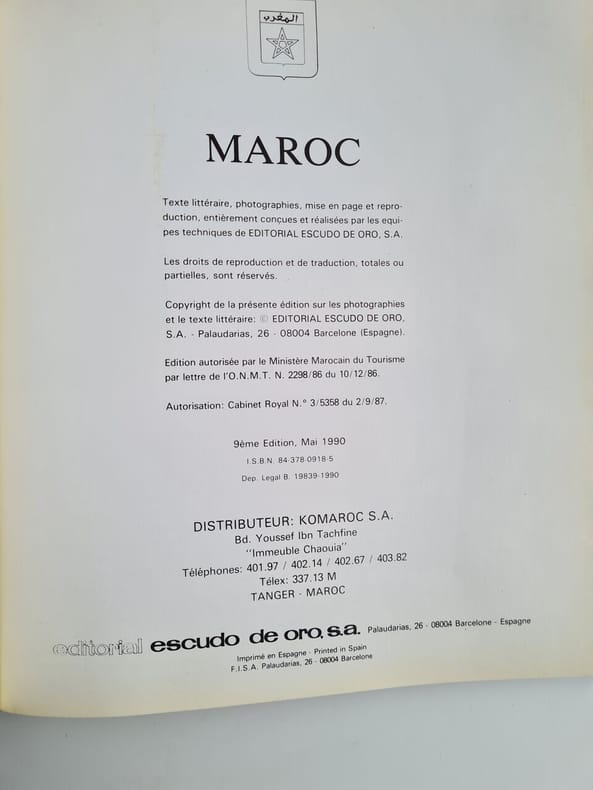 المغرب
MAROC
Texte littéraire, photographies, mise en page et repro-
duction, entièrement conçues et réalisées par les equi-
pes techniques de EDITORIAL ESCUDO DE ORO, S.A.
Les droits de reproduction et de traduction, totales ou
partielles, sont réservés.
Copyright de la présente édition sur les photographies
et le texte littéraire: © EDITORIAL ESCUDO DE ORO,
S.A. - Palaudarias, 26 - 08004 Barcelone (Espagne).
Edition autorisée par le Ministère Marocain du Tourisme
par lettre de l'O.N.M.T. N. 2298/86 du 10/12/86.
Autorisation: Cabinet Royal N.° 3/5358 du 2/9/87.
9ème Edition, Mai 1990
I.S.B.N. 84-378-0918-5
Dep. Legal B. 19839-1990
DISTRIBUTEUR: KOMAROC S.A.
Bd. Youssef Ibn Tachfine
"Immeuble Chaouia"
Téléphones: 401.97 / 402.14 / 402.67 / 403.82
Télex: 337.13 M
TANGER - MAROC
editorial escudo de oro, s.a. Palaudarias, 26 - 08004 Barcelone - Espagne
Imprimé en Espagne - Printed in Spain
F.I.S.A. Palaudarias, 26 - 08004 Barcelone